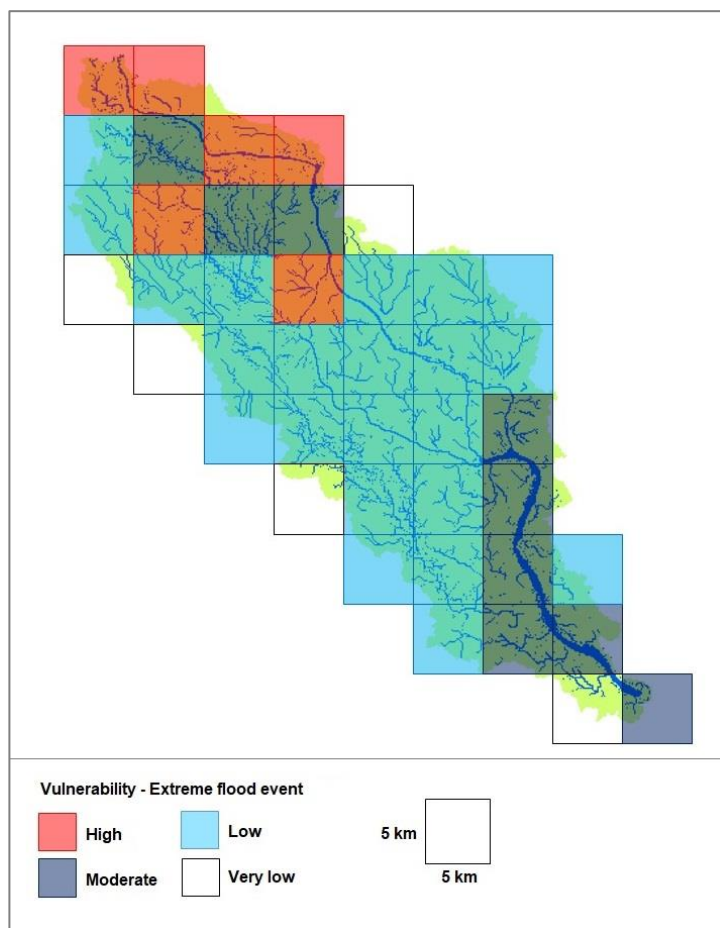 Vulnerability - Extreme flood event
High
Low
Moderate
Very low
5 km
5 km